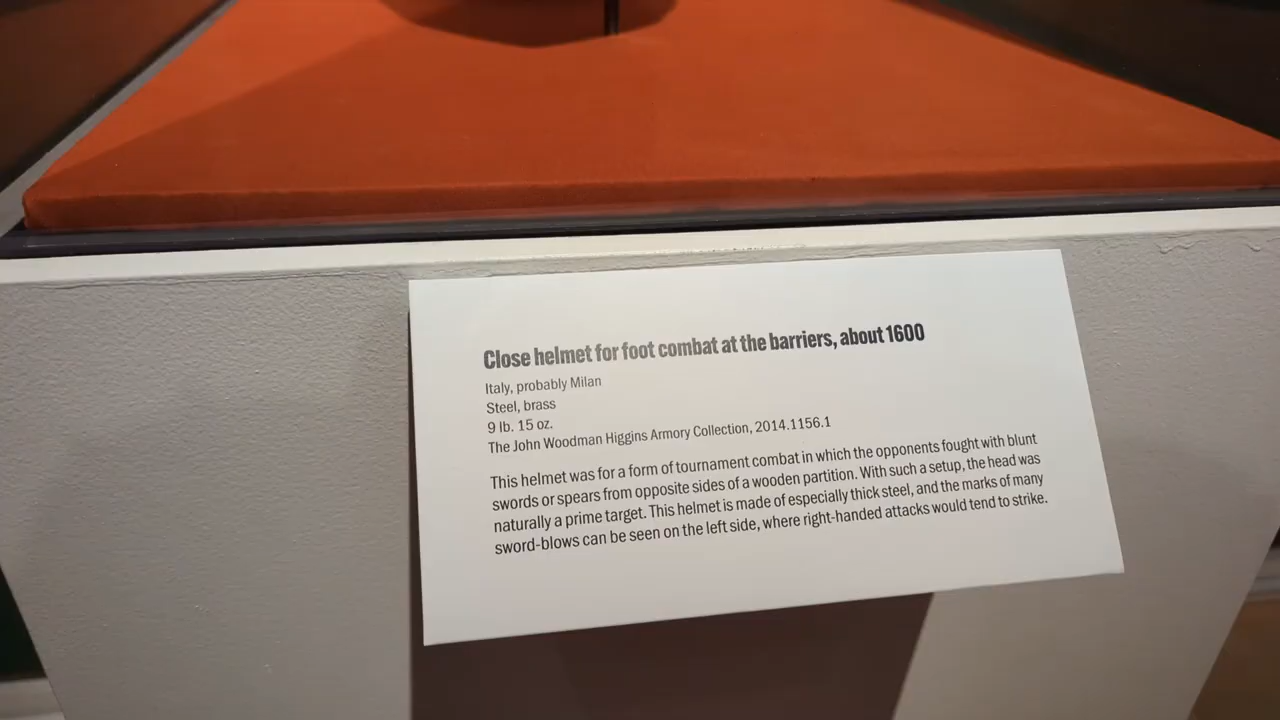 Close helmet for foot combat at the barriers, about 1600
Italy, probably Milan
Steel, brass
9 lb. 15 oz.
The John Woodman Higgins Armory Collection, 2014.1156.1
This helmet was for a form of tournament combat in which the opponents fought with blunt
swords or spears from opposite sides of a wooden partition. With such a setup, the head was
naturally a prime target. This helmet is made of especially thick steel, and the marks of many
sword-blows can be seen on the left side, where right-handed attacks would tend to strike.